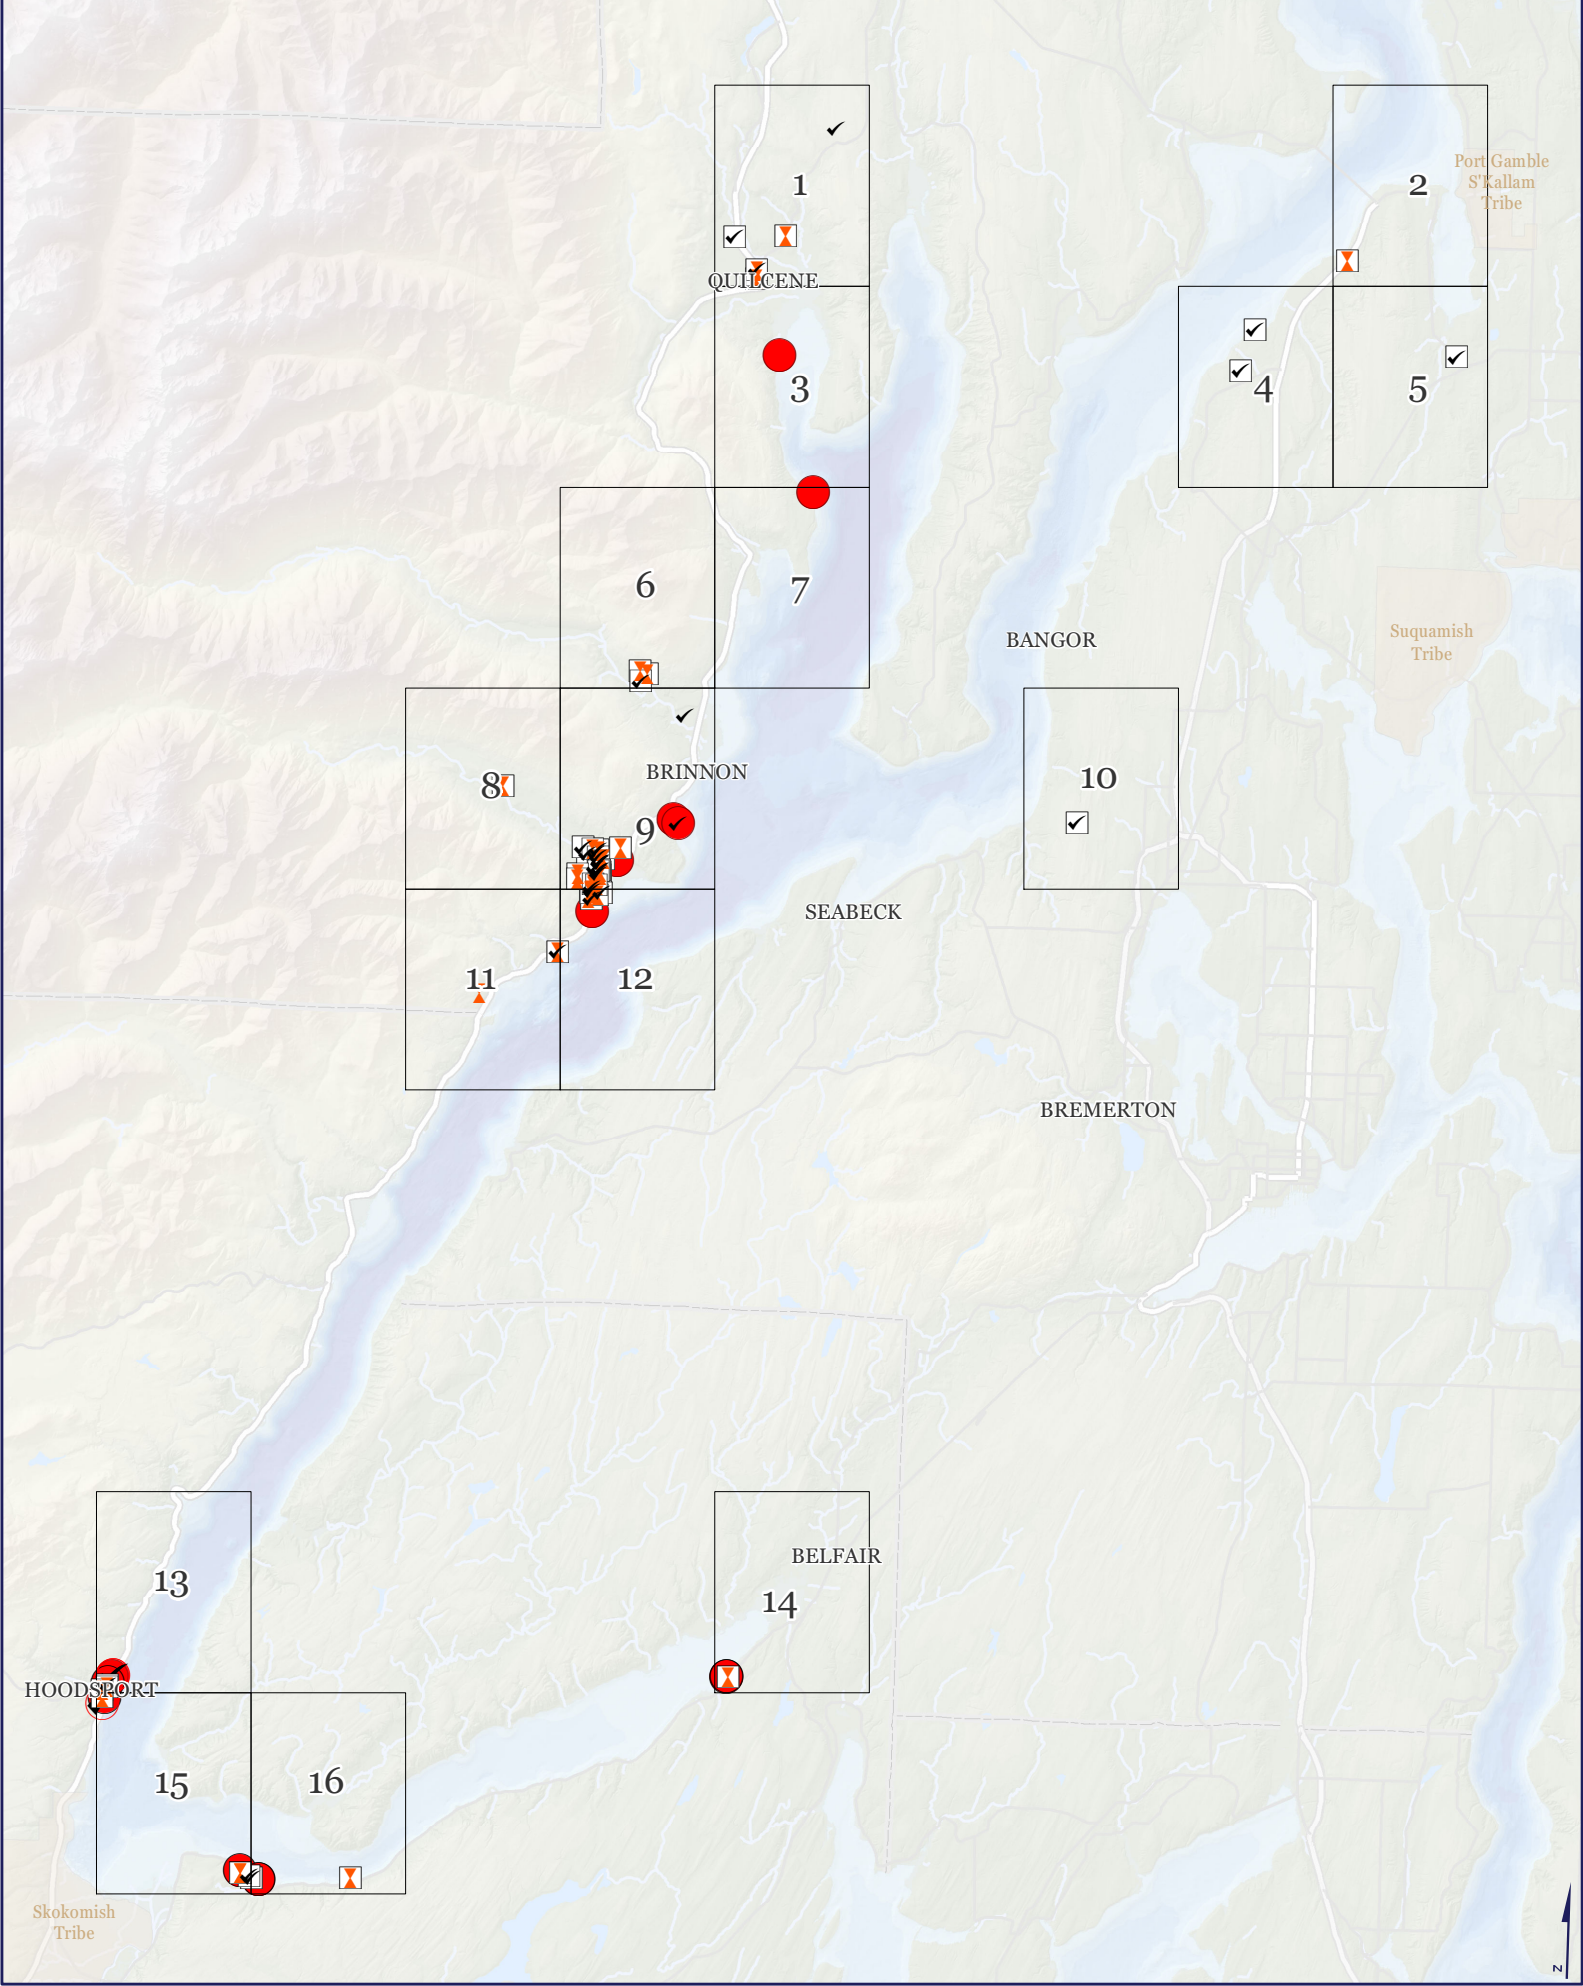 1
2
Port Gamble
S'Kallam
Tribe
QUILCENE
3
4
5
6
7
BANGOR
Suquamish
Tribe
BRINNON
8
10
9
SEABECK
11
12
BREMERTON
BELFAIR
13
14
HOODSPORT
15
16
Skokomish
Tribe
N